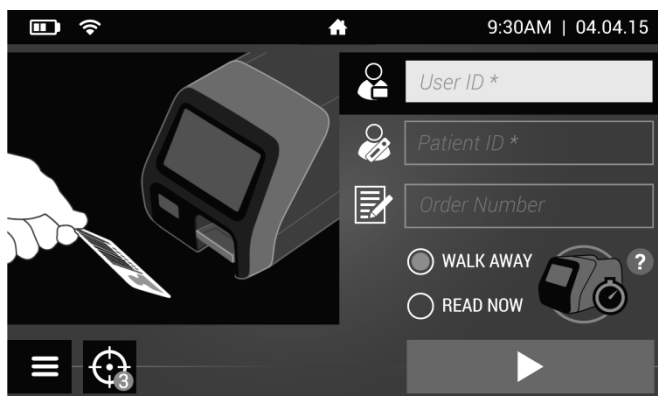 9:30AM | 04.04.15
User ID *
Patient ID *
Order Number
WALK AWAY
?
READ NOW
3